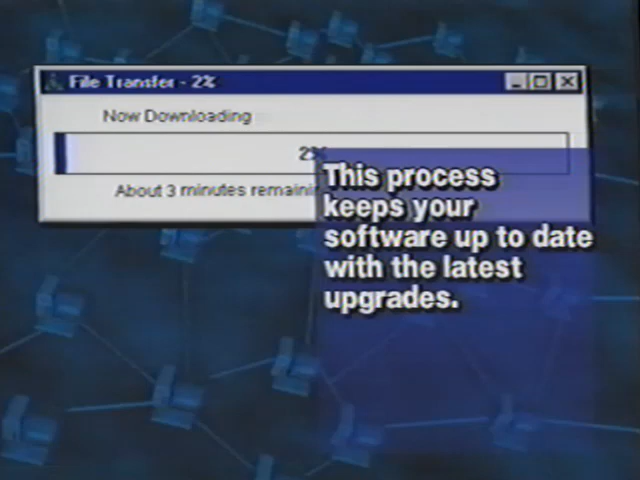 File Transfer - 2%
Now Downloading
2%
About 3 minutes remainin
This process
keeps your
software up to date
with the latest
upgrades.